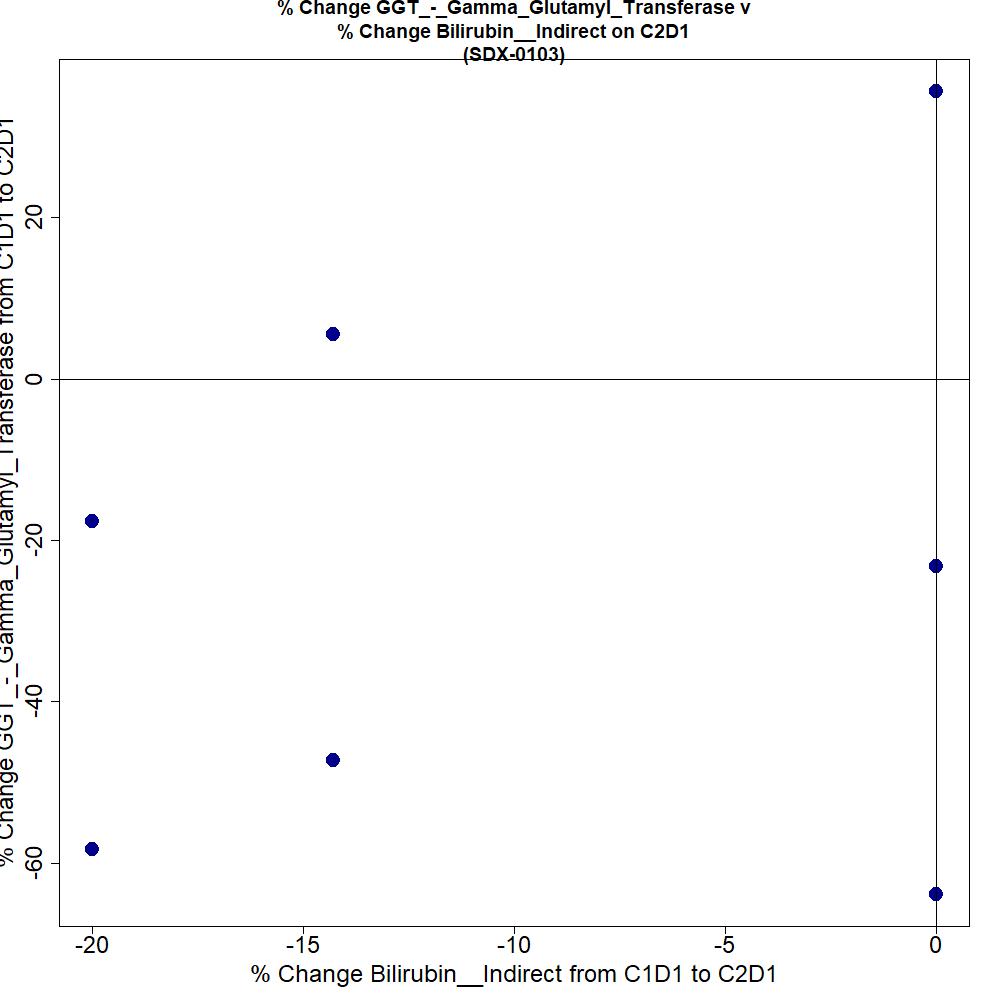 % Change GGT_-_Gamma_Glutamyl_Transferase v
% Change Bilirubin__Indirect on C2D1
(SDX-0103)
% Change GGT_-_Gamma_Glutamyl_Transferase from C1D1 to C2D1
20
0
-20
-40
-60
-20
-15
-10
-5
0
% Change Bilirubin__Indirect from C1D1 to C2D1